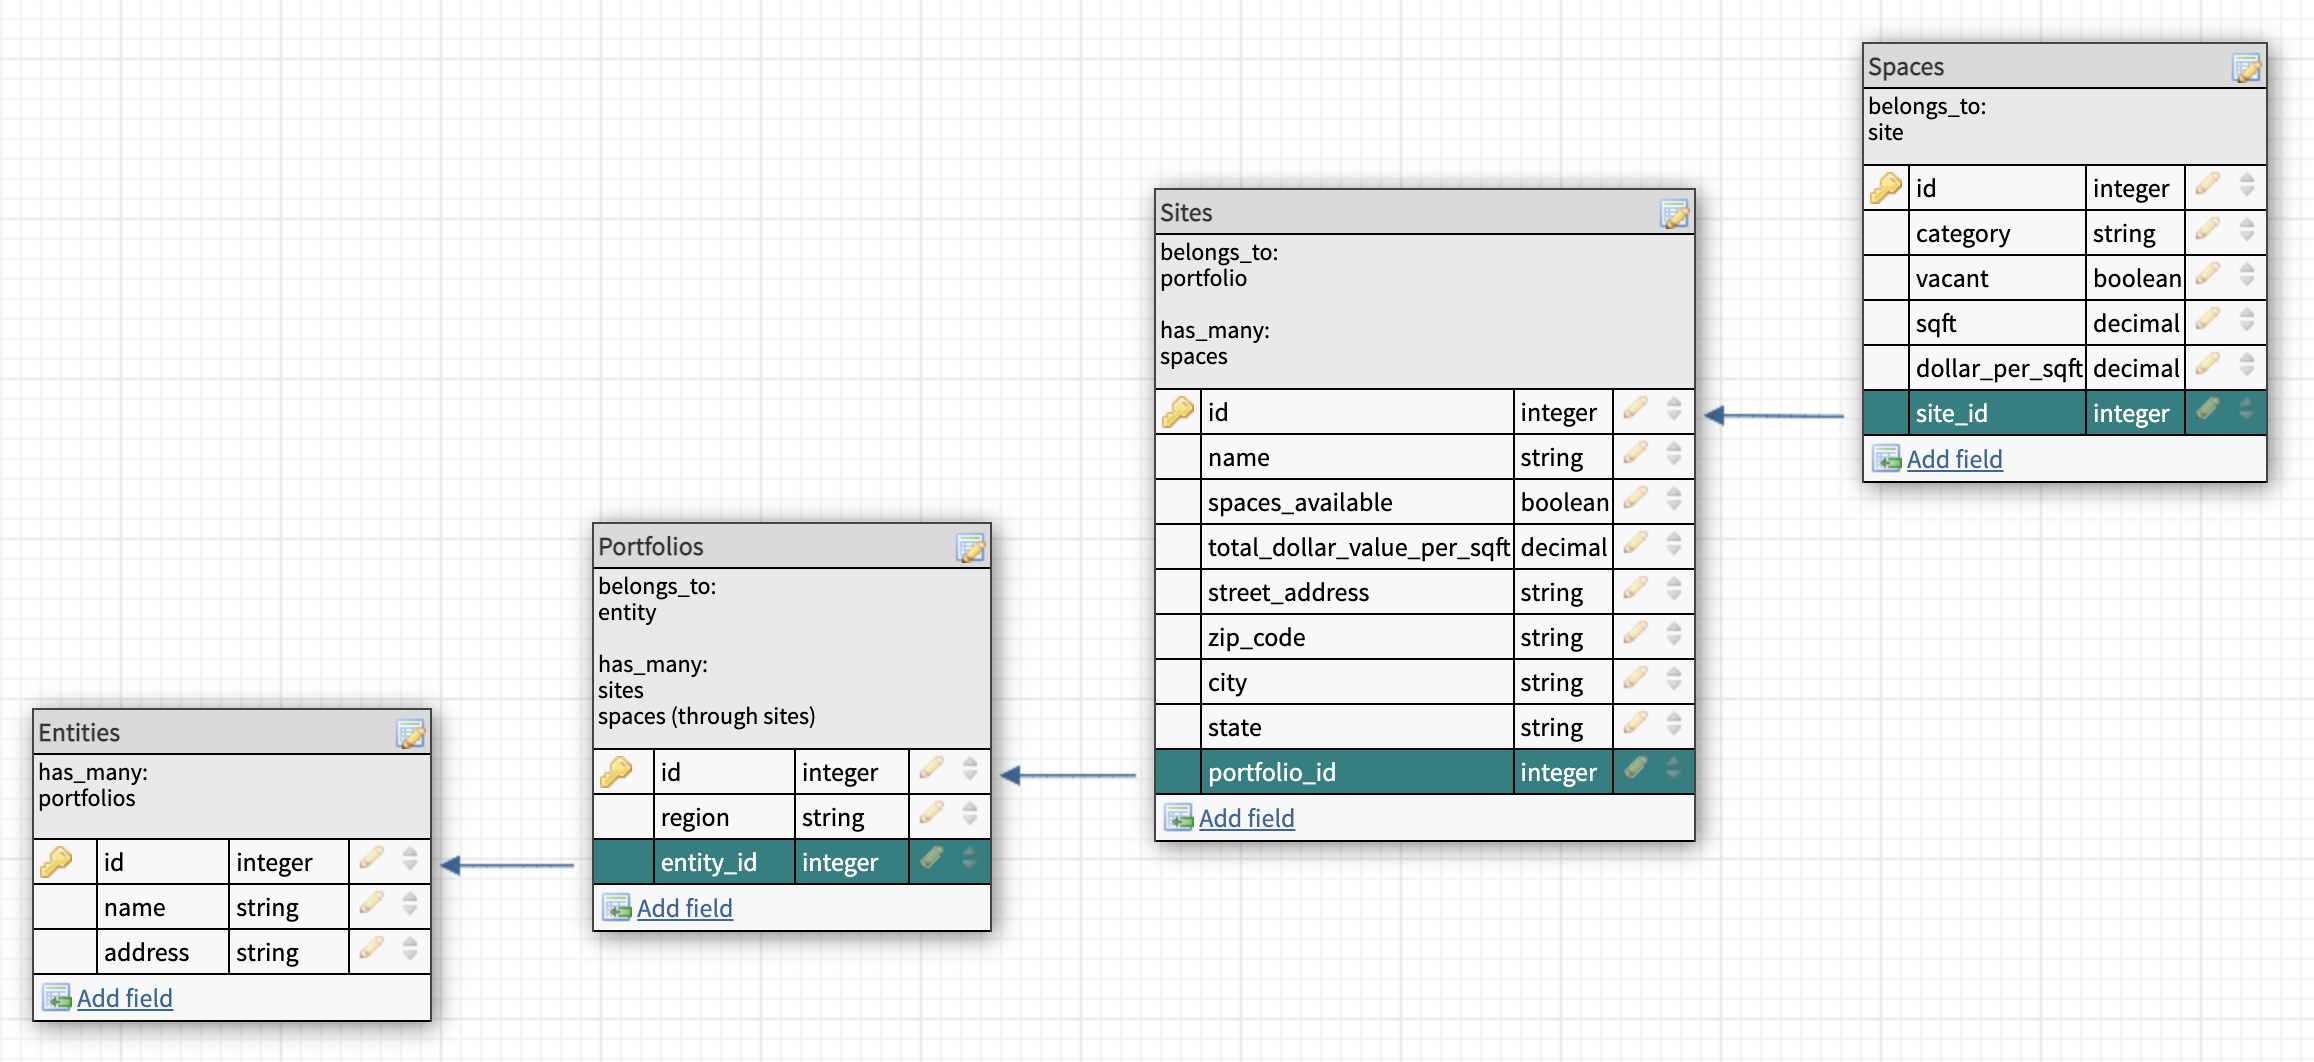 Spaces
belongs_to:
site
id integer
category string
vacant boolean
sqft decimal
dollar_per_sqft decimal
site_id integer
Add field
Sites
belongs_to:
portfolio
has_many:
spaces
id integer
name string
spaces_available boolean
total_dollar_value_per_sqft decimal
street_address string
zip_code string
city string
state string
portfolio_id integer
Add field
Portfolios
belongs_to:
entity
has_many:
sites
spaces (through sites)
id integer
region string
entity_id integer
Add field
Entities
has_many:
portfolios
id integer
name string
address string
Add field